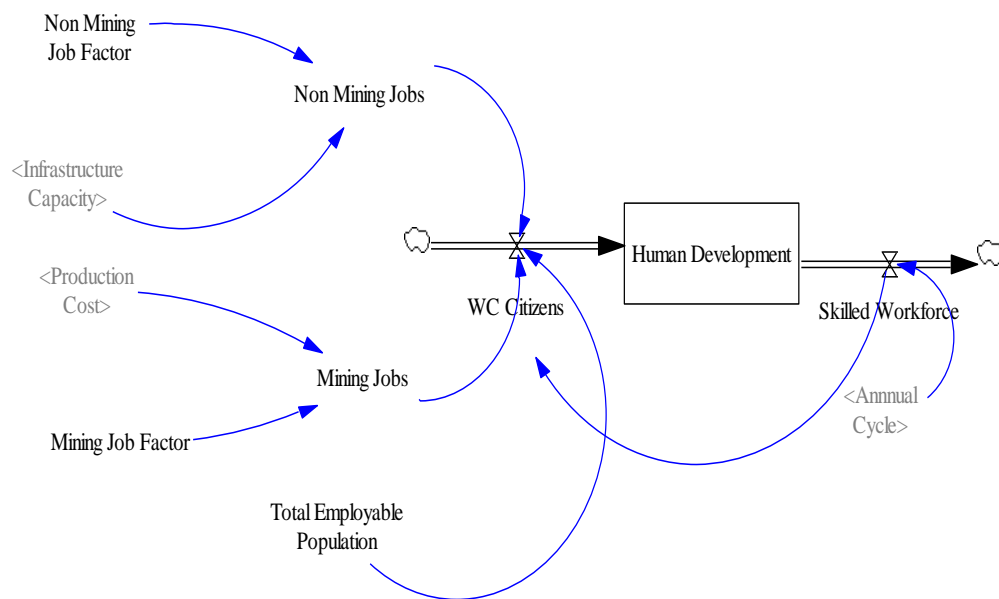 Non Mining
Job Factor
Non Mining Jobs
<Infrastructure
Capacity>
Human Development
<Production
Cost>
WC Citizens
Skilled Workforce
Mining Jobs
<Annnual
Cycle>
Mining Job Factor
Total Employable
Population